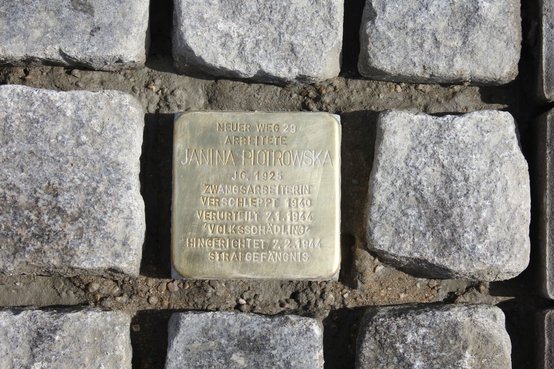 NEUER WEG 29
ARBEITETE
JANINA PIOTROWSKA
JG. 1925
ZWANGSARBEITERIN
VERSCHLEPPT 1940
VERURTEILT 7.1.1944
'VOLKSSCHÄDLING'
HINGERICHTET 7.2.1944
STRAFGEFÄNGNIS